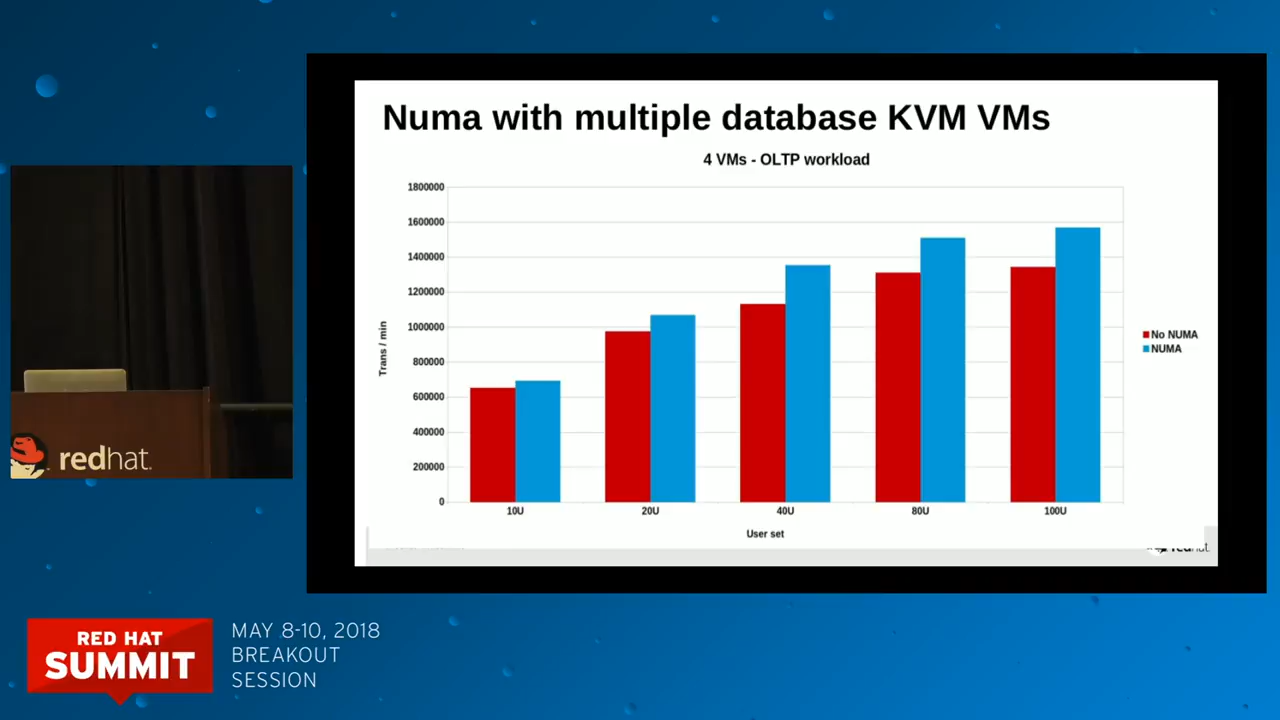 Numa with multiple database KVM VMs
4 VMs - OLTP workload
1800000
1600000
1400000
1200000
1000000
800000
600000
400000
200000
0
Trans / min
10U
20U
40U
80U
100U
User set
No NUMA
NUMA
redhat.
redhat.
RED HAT
SUMMIT
MAY 8-10, 2018
BREAKOUT
SESSION